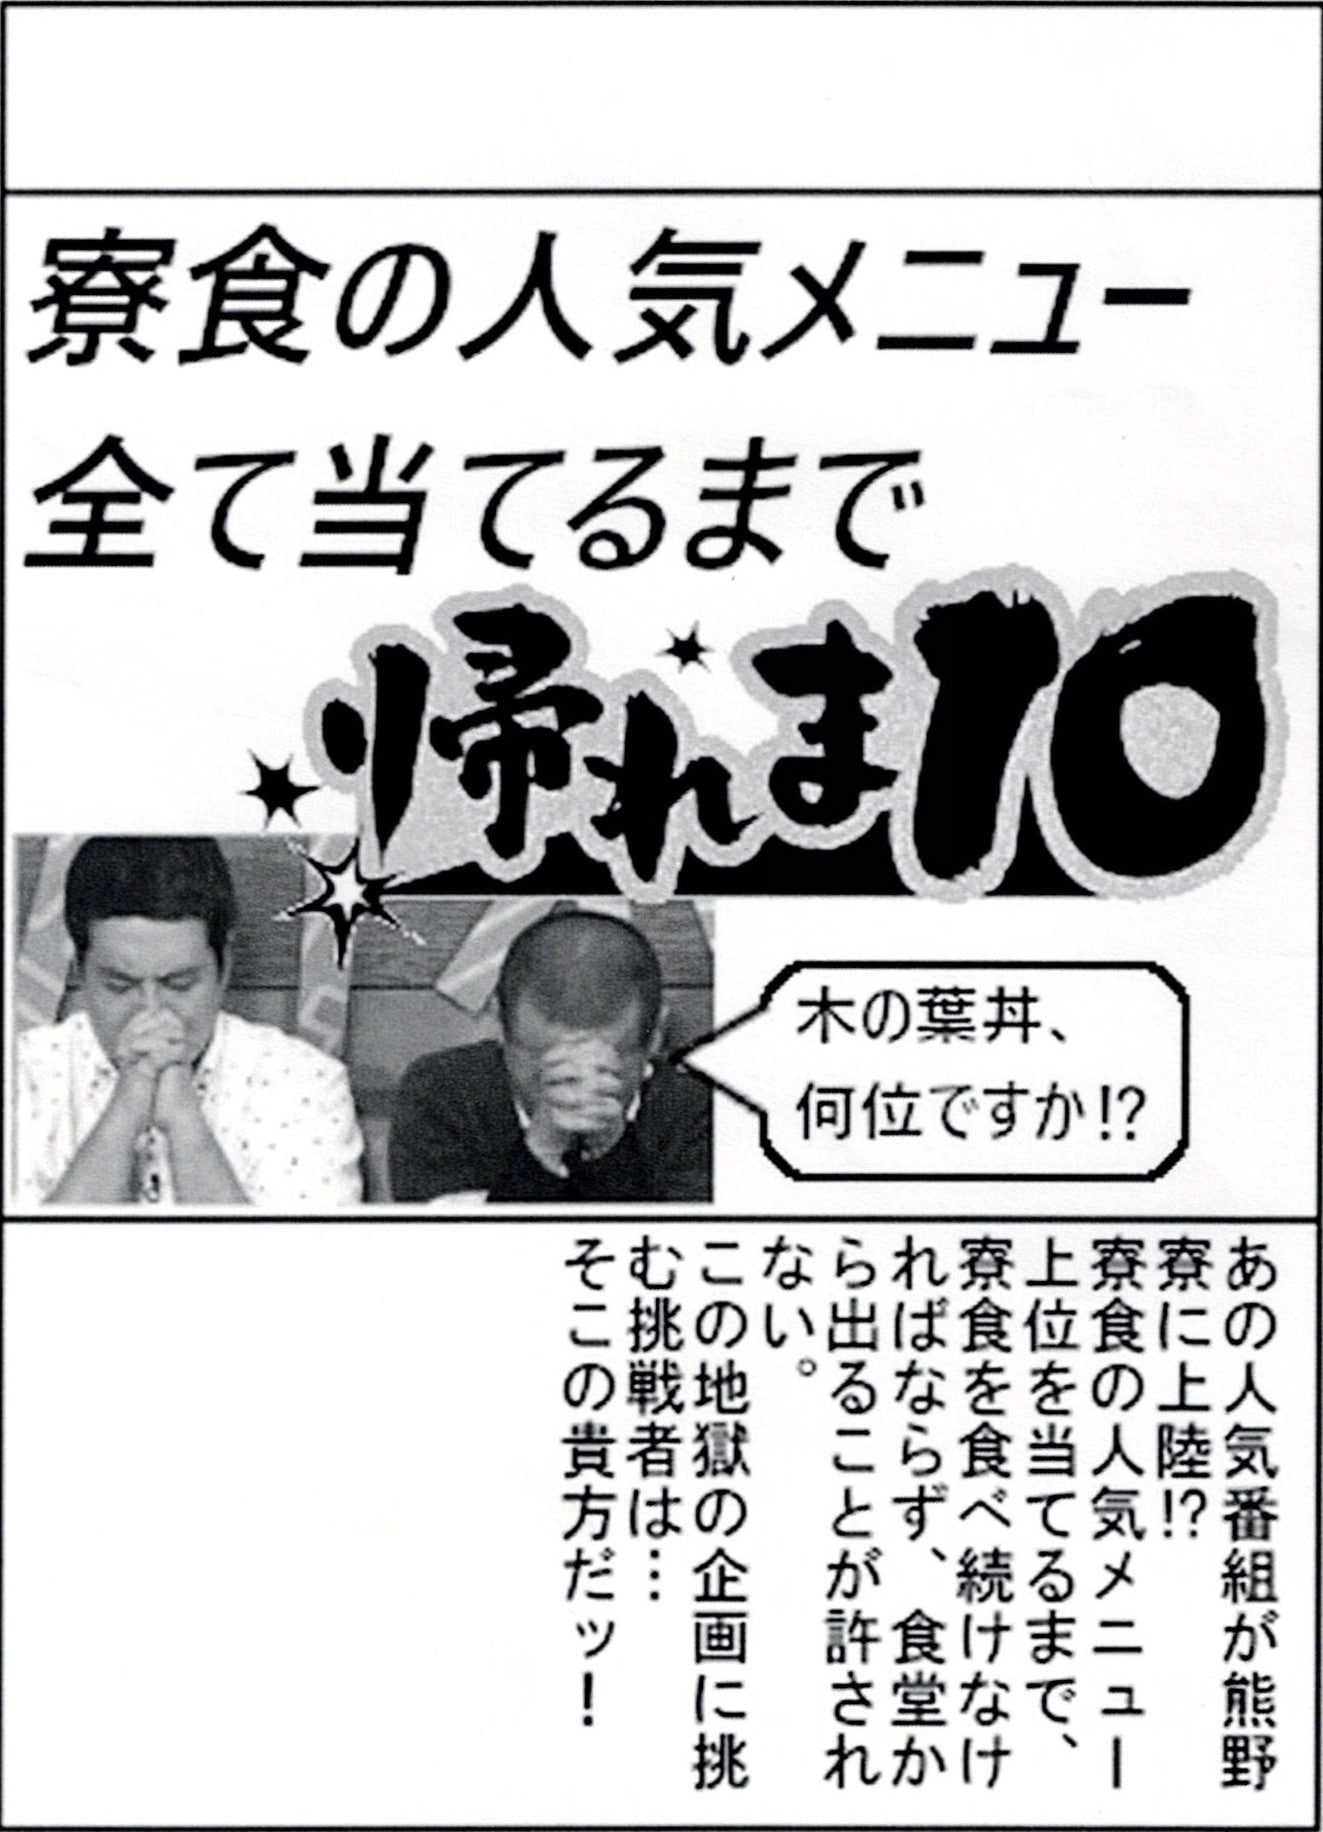 寮食の人気メニュー
全て当てるまで
帰れま10
木の葉丼、
何位ですか!?
あの人気番組が熊野
寮に上陸!?
寮食の人気メニュー
上位を当てるまで、
寮食を食べ続けなけ
ればならず、食堂か
ら出ることが許され
ない。
この地獄の企画に挑
む挑戦者は…
そこの貴方だッ!